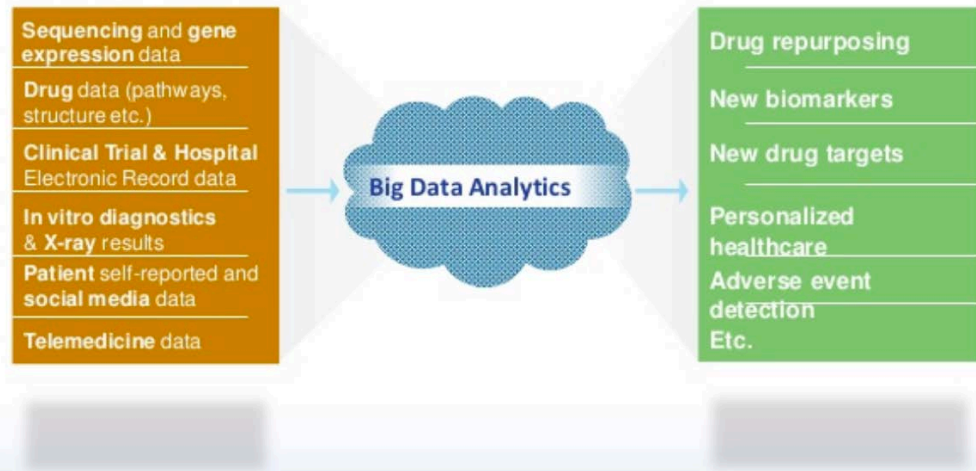 Sequencing and gene
expression data
Drug data (pathways,
structure etc.)
Clinical Trial & Hospital
Electronic Record data
In vitro diagnostics
& X-ray results
Patient self-reported and
social media data
Telemedicine data
Big Data Analytics
Drug repurposing
New biomarkers
New drug targets
Personalized
healthcare
Adverse event
detection
Etc.